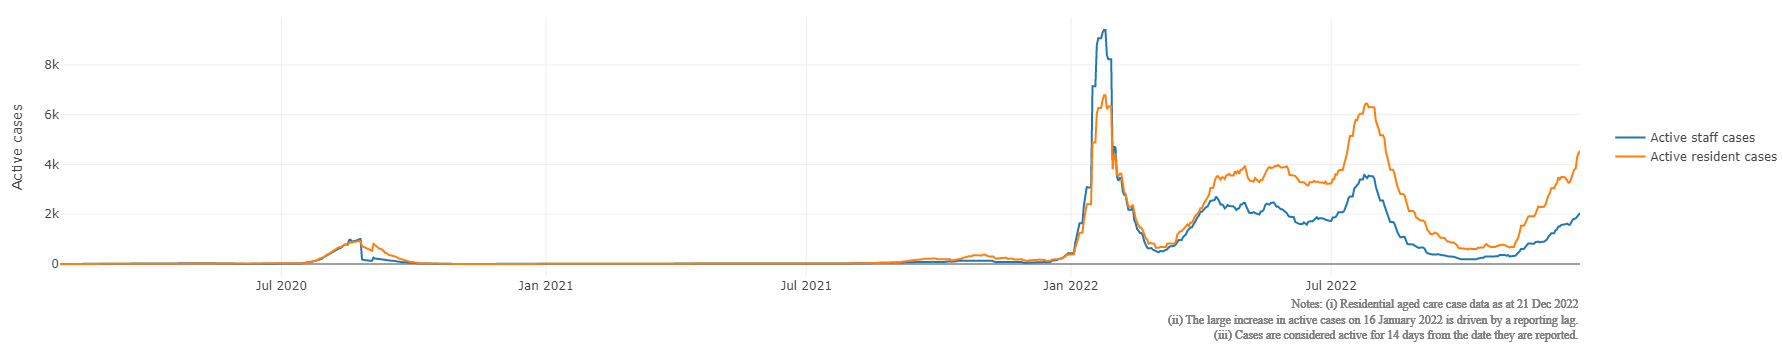 Active cases
8k
6k
4k
2k
0
Jul 2020
Jan 2021
Jul 2021
Jan 2022
Jul 2022
Active staff cases
Active resident cases
Notes: (i) Residential aged care case data as at 21 Dec 2022
(ii) The large increase in active cases on 16 January 2022 is driven by a reporting lag.
(iii) Cases are considered active for 14 days from the date they are reported.